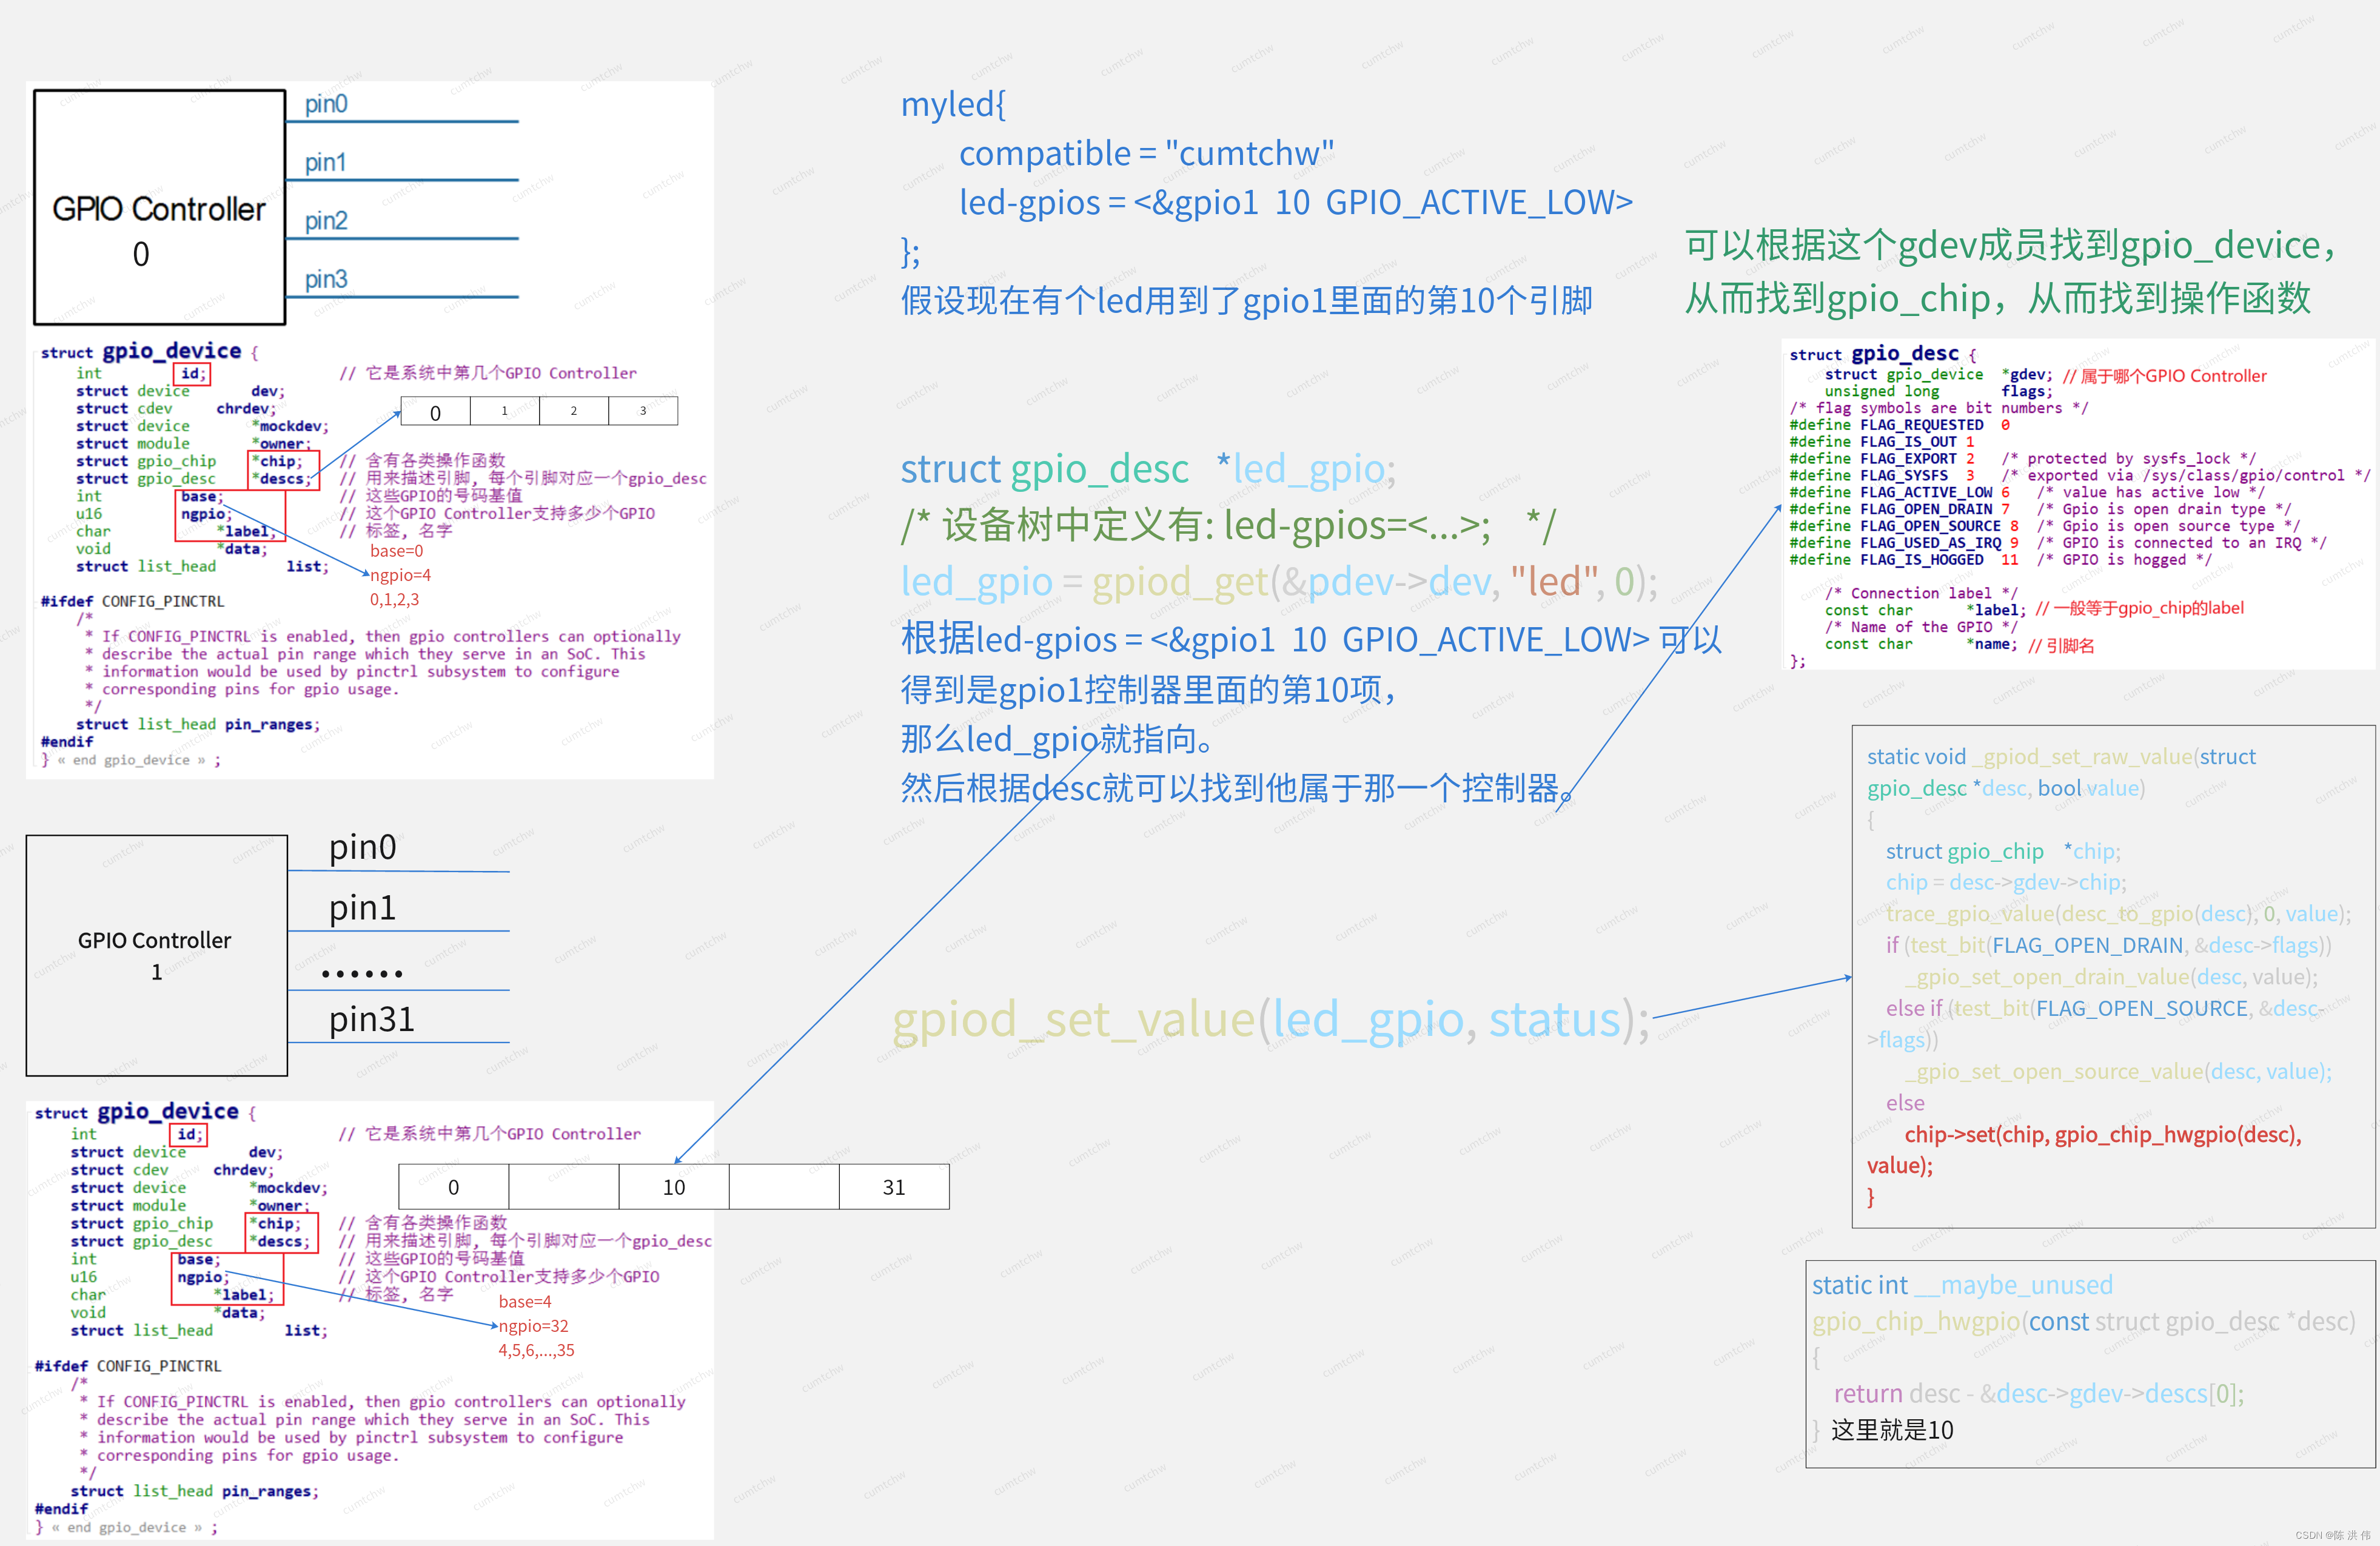 pin0
pin1
GPIO Controller
pin2
0
pin3
struct gpio_device {
int id; // 它是系统中第几个GPIO Controller
struct device dev;
struct cdev chrdev;
struct device *mockdev;
struct module *owner;
struct gpio_chip *chip; // 含有各类操作函数
struct gpio_desc *descs; // 用来描述引脚, 每个引脚对应一个gpio_desc
int base; // 这些GPIO的号码基值
u16 ngpio; // 这个GPIO Controller支持多少个GPIO
char *label; // 标签, 名字
void *data;
struct list_head list;
0 1 2 3
base=0
ngpio=4
0,1,2,3
#ifdef CONFIG_PINCTRL
/*
* If CONFIG_PINCTRL is enabled, then gpio controllers can optionally
* describe the actual pin range which they serve in an SoC. This
* information would be used by pinctrl subsystem to configure
* corresponding pins for gpio usage.
*/
struct list_head pin_ranges;
#endif
} « end gpio_device » ;
pin0
pin1
GPIO Controller
1
......
pin31
struct gpio_device {
int id; // 它是系统中第几个GPIO Controller
struct device dev;
struct cdev chrdev;
struct device *mockdev;
struct module *owner;
struct gpio_chip *chip; // 含有各类操作函数
struct gpio_desc *descs; // 用来描述引脚, 每个引脚对应一个gpio_desc
int base; // 这些GPIO的号码基值
u16 ngpio; // 这个GPIO Controller支持多少个GPIO
char *label; // 标签, 名字
void *data;
struct list_head list;
0 10 31
base=4
ngpio=32
4,5,6,...,35
#ifdef CONFIG_PINCTRL
/*
* If CONFIG_PINCTRL is enabled, then gpio controllers can optionally
* describe the actual pin range which they serve in an SoC. This
* information would be used by pinctrl subsystem to configure
* corresponding pins for gpio usage.
*/
struct list_head pin_ranges;
#endif
} « end gpio_device » ;
myled{
compatible = "cumtchw"
led-gpios = <&gpio1 10 GPIO_ACTIVE_LOW>
};
假设现在有个led用到了gpio1里面的第10个引脚
struct gpio_desc *led_gpio;
/* 设备树中定义有: led-gpios=<...>; */
led_gpio = gpiod_get(&pdev->dev, "led", 0);
根据led-gpios = <&gpio1 10 GPIO_ACTIVE_LOW> 可以
得到是gpio1控制器里面的第10项，
那么led_gpio就指向。
然后根据desc就可以找到他属于那一个控制器。
gpiod_set_value(led_gpio, status);
可以根据这个gdev成员找到gpio_device，
从而找到gpio_chip，从而找到操作函数
struct gpio_desc {
struct gpio_device *gdev; // 属于哪个GPIO Controller
unsigned long flags;
/* flag symbols are bit numbers */
#define FLAG_REQUESTED 0
#define FLAG_IS_OUT 1
#define FLAG_EXPORT 2 /* protected by sysfs_lock */
#define FLAG_SYSFS 3 /* exported via /sys/class/gpio/control */
#define FLAG_ACTIVE_LOW 6 /* value has active low */
#define FLAG_OPEN_DRAIN 7 /* Gpio is open drain type */
#define FLAG_OPEN_SOURCE 8 /* Gpio is open source type */
#define FLAG_USED_AS_IRQ 9 /* GPIO is connected to an IRQ */
#define FLAG_IS_HOGGED 11 /* GPIO is hogged */
/* Connection label */
const char *label; // 一般等于gpio_chip的label
/* Name of the GPIO */
const char *name; // 引脚名
};
static void _gpiod_set_raw_value(struct
gpio_desc *desc, bool value)
{
struct gpio_chip *chip;
chip = desc->gdev->chip;
trace_gpio_value(desc_to_gpio(desc), 0, value);
if (test_bit(FLAG_OPEN_DRAIN, &desc->flags))
_gpio_set_open_drain_value(desc, value);
else if (test_bit(FLAG_OPEN_SOURCE, &desc-
>flags))
_gpio_set_open_source_value(desc, value);
else
chip->set(chip, gpio_chip_hwgpio(desc),
value);
}
static int __maybe_unused
gpio_chip_hwgpio(const struct gpio_desc *desc)
{
return desc - &desc->gdev->descs[0];
} 这里就是10
CSDN @陈 洪 伟